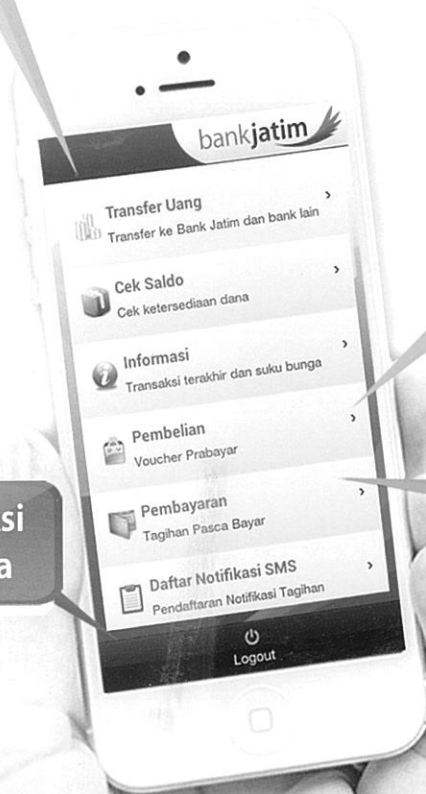 bankjatim
Transfer Uang
Transfer ke Bank Jatim dan bank lain
Cek Saldo
Cek ketersediaan dana
Informasi
Transaksi terakhir dan suku bunga
Pembelian
Voucher Prabayar
Pembayaran
Tagihan Pasca Bayar
si
a
Daftar Notifikasi SMS
Pendaftaran Notifikasi Tagihan
Logout